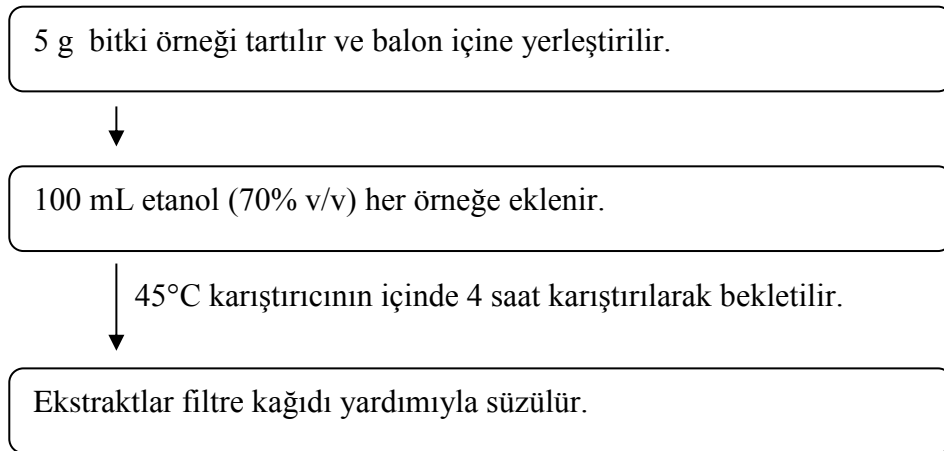 5 g  bitki örneği tartılır ve balon içine yerleştirilir.
100 mL etanol (70% v/v) her örneğe eklenir.
45°C karıştırıcının içinde 4 saat karıştırılarak bekletilir.
Ekstraktlar filtre kağıdı yardımıyla süzülür.